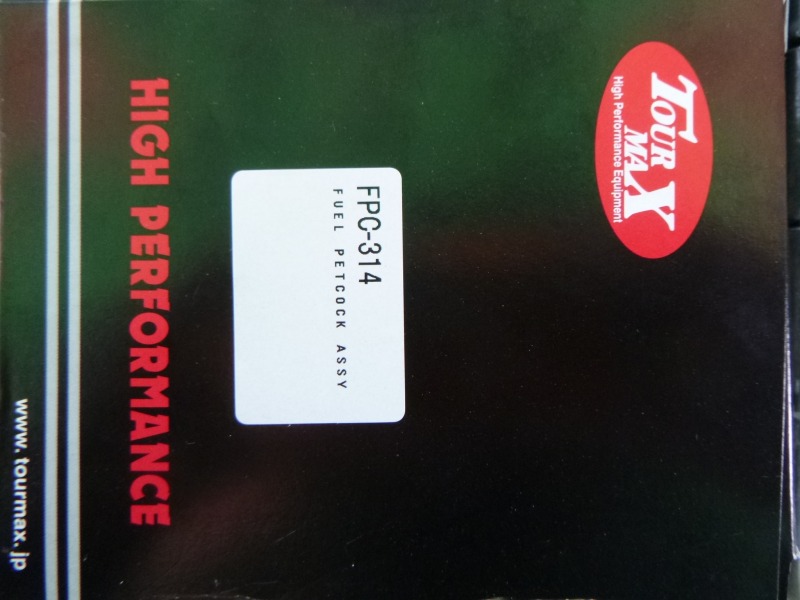 TOUR
MAX
High Performance Equipment
FPC-314
FUEL PETCOCK ASSY
HIGH PERFORMANCE
www.tourmax.jp